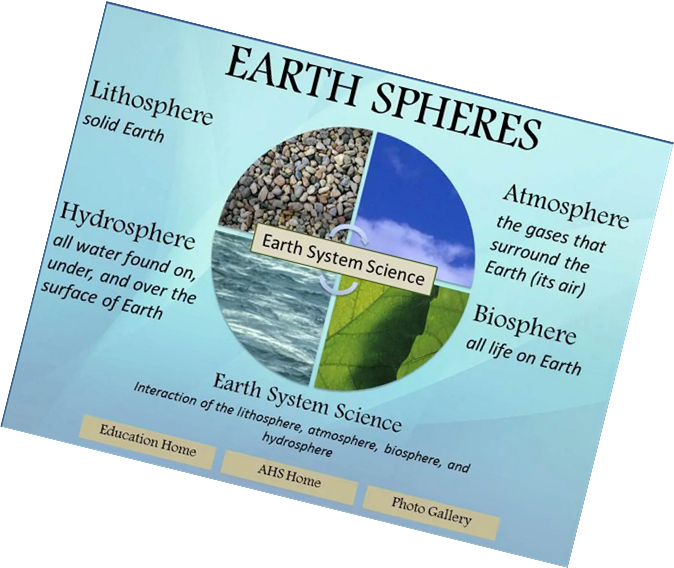 EARTH SPHERES
Lithosphere
solid Earth
Atmosphere
the gases that
surround the
Earth (its air)
Hydrosphere
all water found on,
under, and over the
surface of Earth
Earth System Science
Biosphere
all life on Earth
Earth System Science
Interaction of the lithosphere, atmosphere, biosphere, and
hydrosphere
Education Home
AHS Home
Photo Gallery